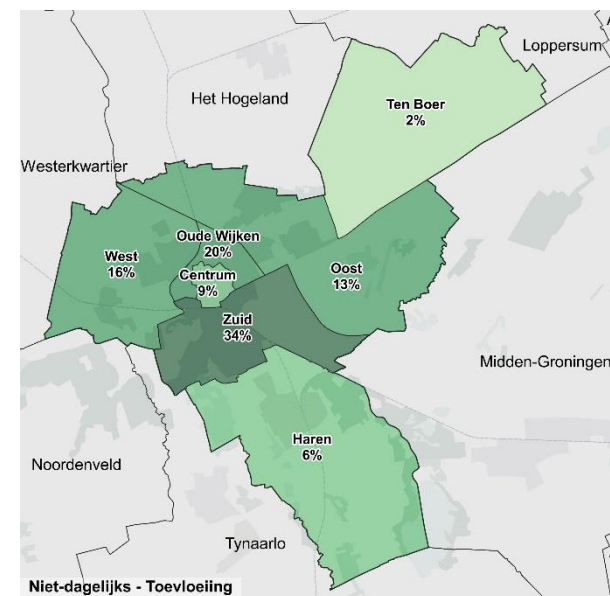 Loppersum
Het Hogeland
Ten Boer
2%
Westerkwartier
Oude Wijken
20%
West
16%
Centrum
9%
Oost
13%
Zuid
34%
Midden-Groningen
Haren
6%
Noordenveld
Tynaarlo
Niet-dagelijks - Toevloeiing